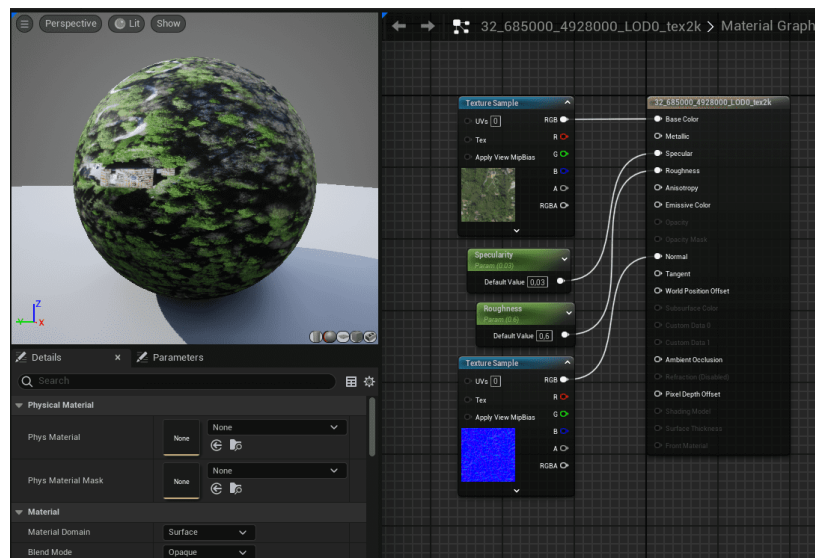 Perspective
Lit
Show
Z
Y
X
Details
Parameters
Search
Physical Material
Phys Material
None
None
Phys Material Mask
None
None
Material
Material Domain
Surface
Blend Mode
Opaque
32_685000_4928000_LOD0_tex2k > Material Graph
Texture Sample
UVs 0
RGB
Tex
R
Apply View MipBias
G
B
A
RGBA
Specularity
Param (0.03)
Default Value 0,03
Roughness
Param (0.6)
Default Value 0,6
Texture Sample
UVs 0
RGB
Tex
R
Apply View MipBias
G
B
A
RGBA
32_685000_4928000_LOD0_tex2k
Base Color
Metallic
Specular
Roughness
Anisotropy
Emissive Color
Opacity
Opacity Mask
Normal
Tangent
World Position Offset
Subsurface Color
Custom Data 0
Custom Data 1
Ambient Occlusion
Refraction (Disabled)
Pixel Depth Offset
Shading Model
Surface Thickness
Front Material